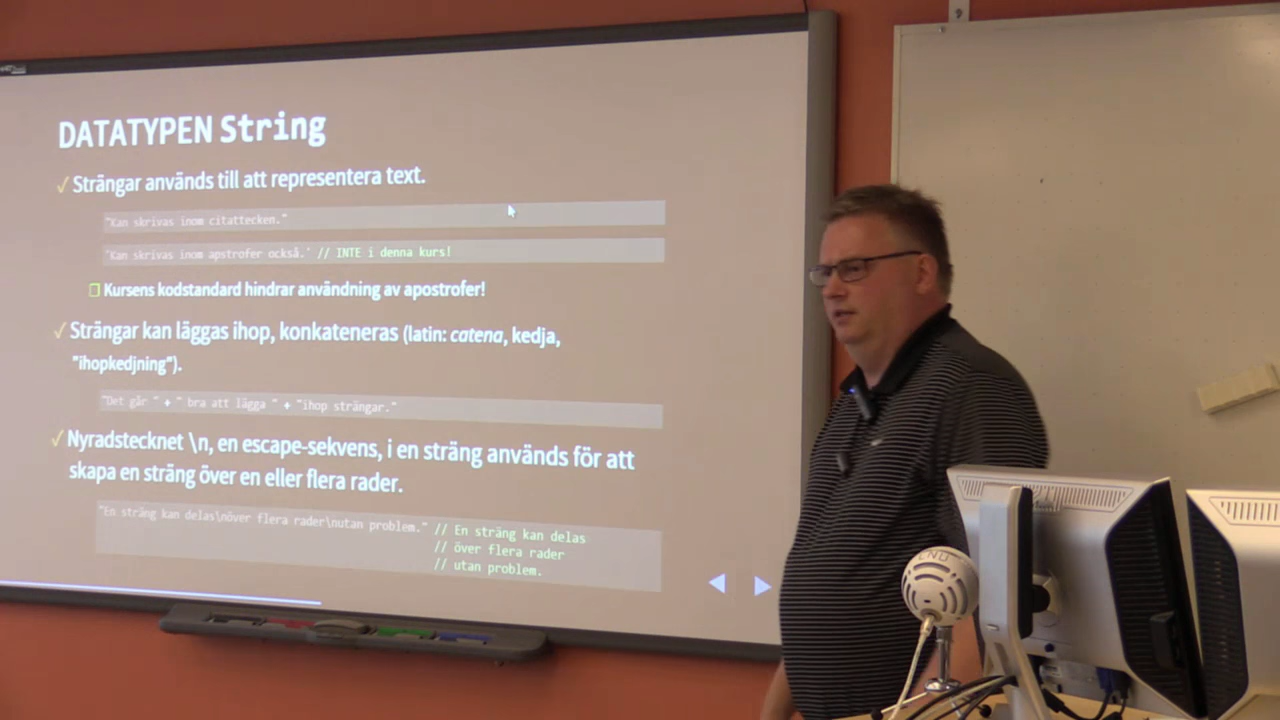 DATATYPEN String
✓ Strängar används till att representera text.
"Kan skrivas inom citattecken."
'Kan skrivas inom apstrofer också.' // INTE i denna kurs!
Kursens kodstandard hindrar användning av apostrofer!
✓ Strängar kan läggas ihop, konkateneras (latin: catena, kedja,
"ihopkedjning").
"Det går " + " bra att lägga " + "ihop strängar."
✓ Nyradstecknet \n, en escape-sekvens, i en sträng används för att
skapa en sträng över en eller flera rader.
"En sträng kan delas\növer flera rader\nutan problem." // En sträng kan delas
// över flera rader
// utan problem.
LNU